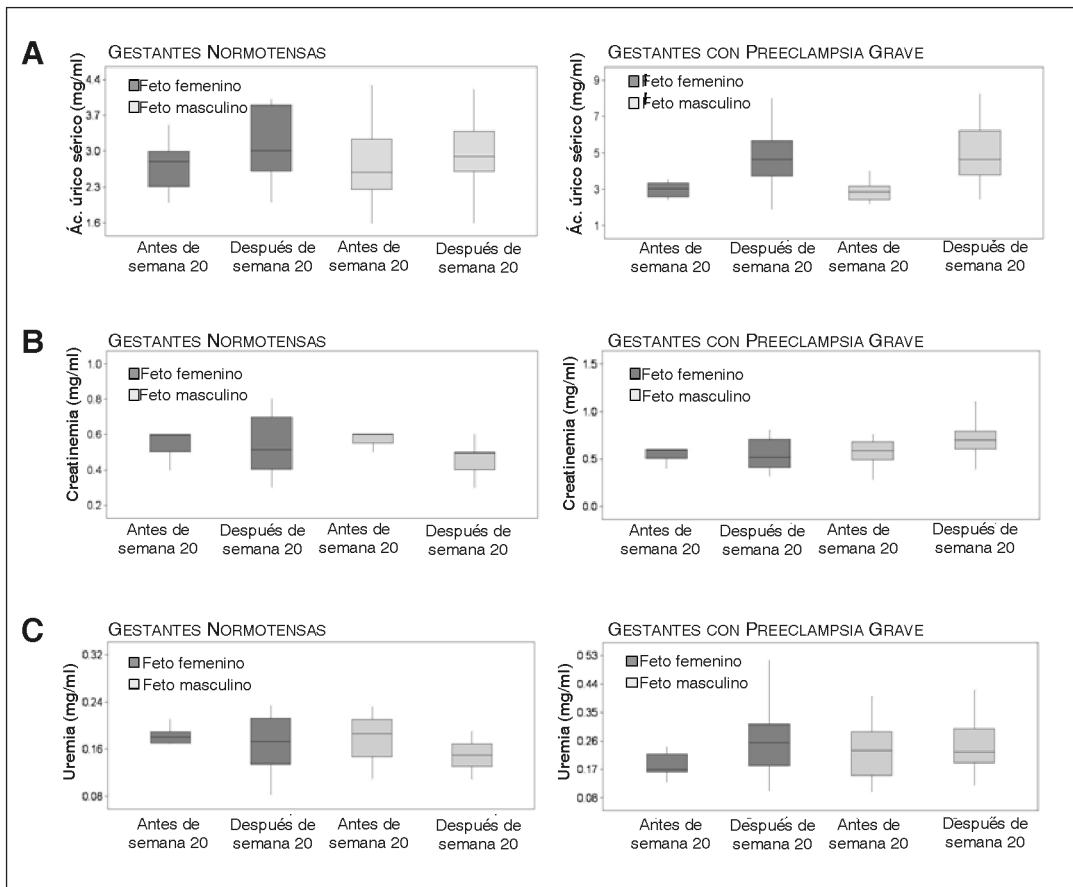 A
GESTANTES NORMOTENSAS
Ác. úrico sérico (mg/ml)
4.4
3.7
3.0
2.3
1.6
Feto femenino
Feto masculino
Antes de
semana 20
Después de
semana 20
Antes de
semana 20
Después de
semana 20
GESTANTES CON PREECLAMPSIA GRAVE
Ác. úrico sérico (mg/ml)
9
7
5
3
1
Feto femenino
Feto masculino
Antes de
semana 20
Después de
semana 20
Antes de
semana 20
Después de
semana 20
B
GESTANTES NORMOTENSAS
Creatinemia (mg/ml)
1.0
0.8
0.6
0.4
0.2
Feto femenino
Feto masculino
Antes de
semana 20
Después de
semana 20
Antes de
semana 20
Después de
semana 20
GESTANTES CON PREECLAMPSIA GRAVE
Creatinemia (mg/ml)
1.5
1.0
0.5
0.0
Feto femenino
Feto masculino
Antes de
semana 20
Después de
semana 20
Antes de
semana 20
Después de
semana 20
C
GESTANTES NORMOTENSAS
Uremia (mg/ml)
0.32
0.24
0.16
0.08
Feto femenino
Feto masculino
Antes de
semana 20
Después de
semana 20
Antes de
semana 20
Después de
semana 20
GESTANTES CON PREECLAMPSIA GRAVE
Uremia (mg/ml)
0.53
0.44
0.35
0.26
0.17
0.08
Feto femenino
Feto masculino
Antes de
semana 20
Después de
semana 20
Antes de
semana 20
Después de
semana 20